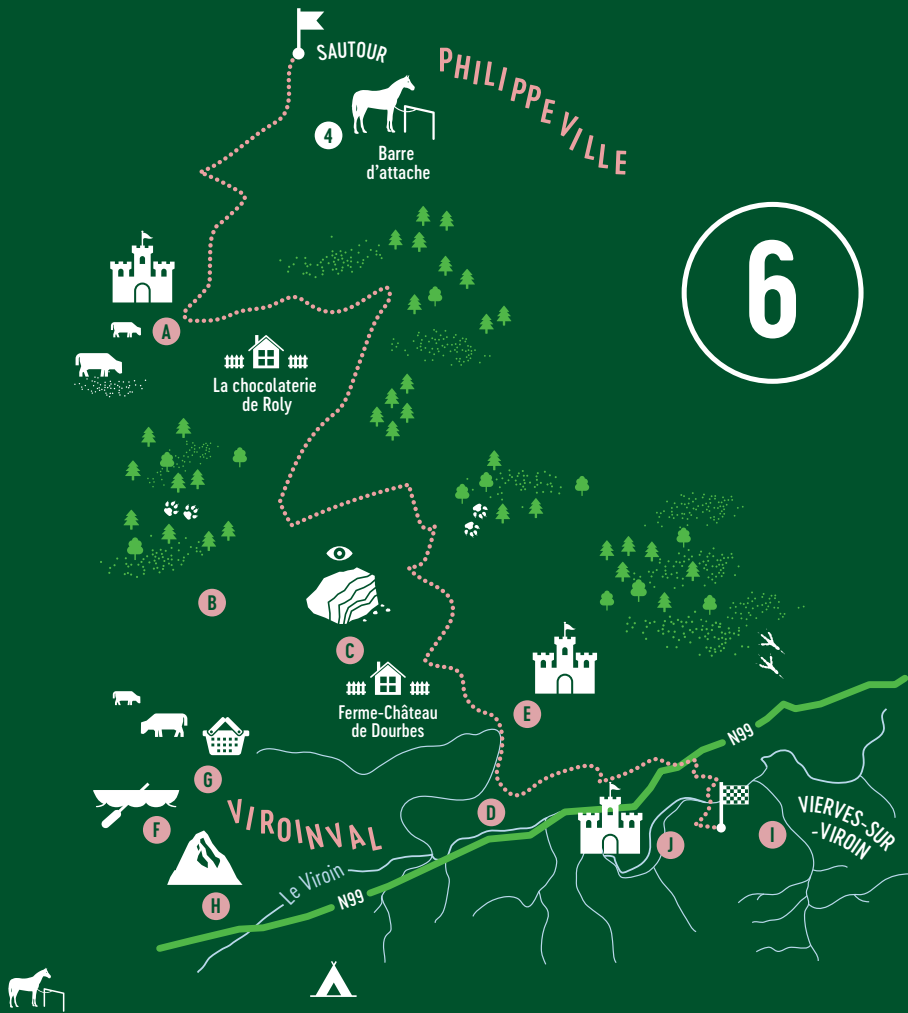 SAUTOUR
PHILIPPEVILLE
4
Barre
d'attache
6
A
La chocolaterie
de Roly
B
C
Ferme-Château
de Dourbes
E
N99
G
F
VIROINVAL
D
VIERVES-SUR
-VIROIN
I
J
Le Viroin
H
N99